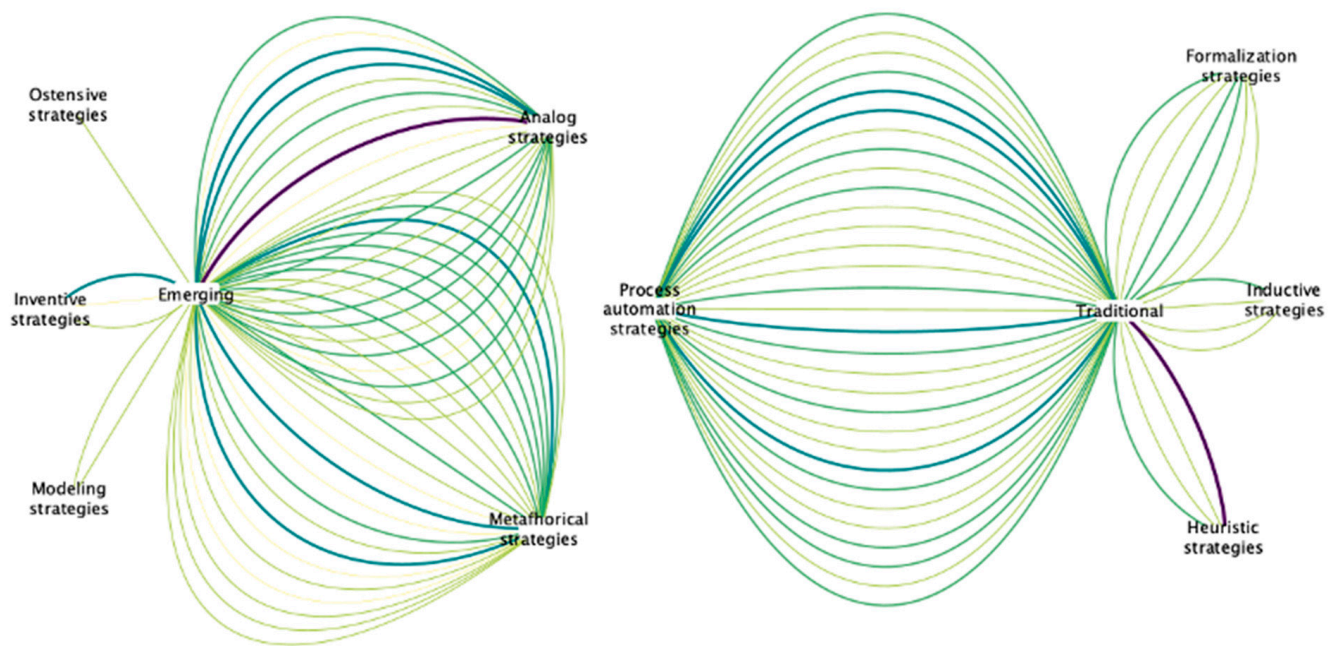 Ostensive
strategies
Analog
strategies
Emerging
Inventive
strategies
Modeling
strategies
Metafhorical
strategies
Formalization
strategies
Process
automation
strategies
Traditional
Inductive
strategies
Heuristic
strategies